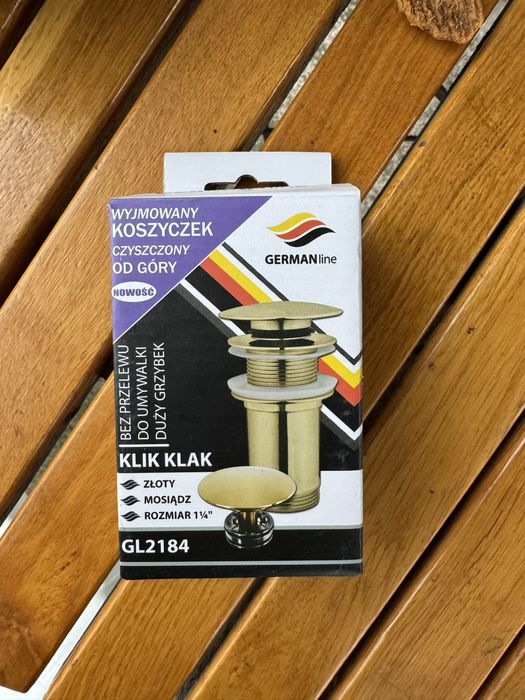 WYJMOWANY
KOSZYCZEK
CZYSZCZONY
OD GÓRY
NOWOŚĆ
GERMANline
BEZ PRZELEWU
DO UMYWALKI
DUŻY GRZYBEK
KLIK KLAK
ZŁOTY
MOSIĄDZ
ROZMIAR 1¼"
GL2184